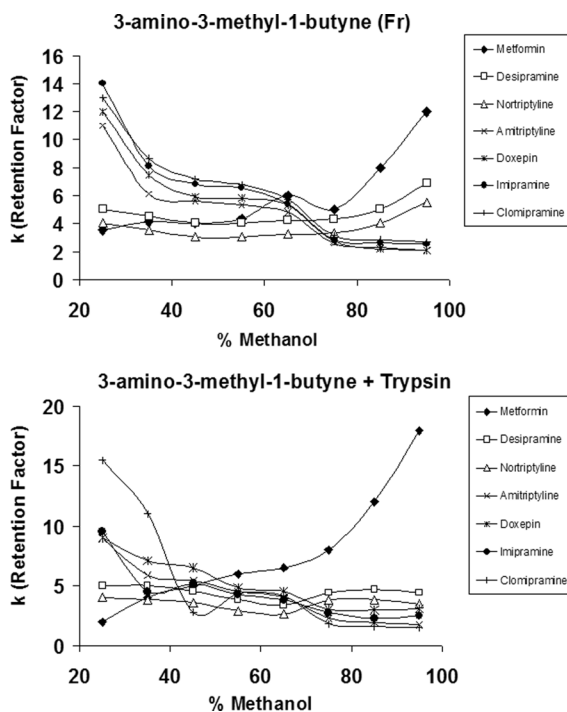 3-amino-3-methyl-1-butyne (Fr)
k (Retention Factor)
16
14
12
10
8
6
4
2
0
20 40 60 80 100
% Methanol
Metformin
Desipramine
Nortriptyline
Amitriptyline
Doxepin
Imipramine
Clomipramine
3-amino-3-methyl-1-butyne + Trypsin
k (Retention Factor)
20
15
10
5
0
20 40 60 80 100
% Methanol
Metformin
Desipramine
Nortriptyline
Amitriptyline
Doxepin
Imipramine
Clomipramine